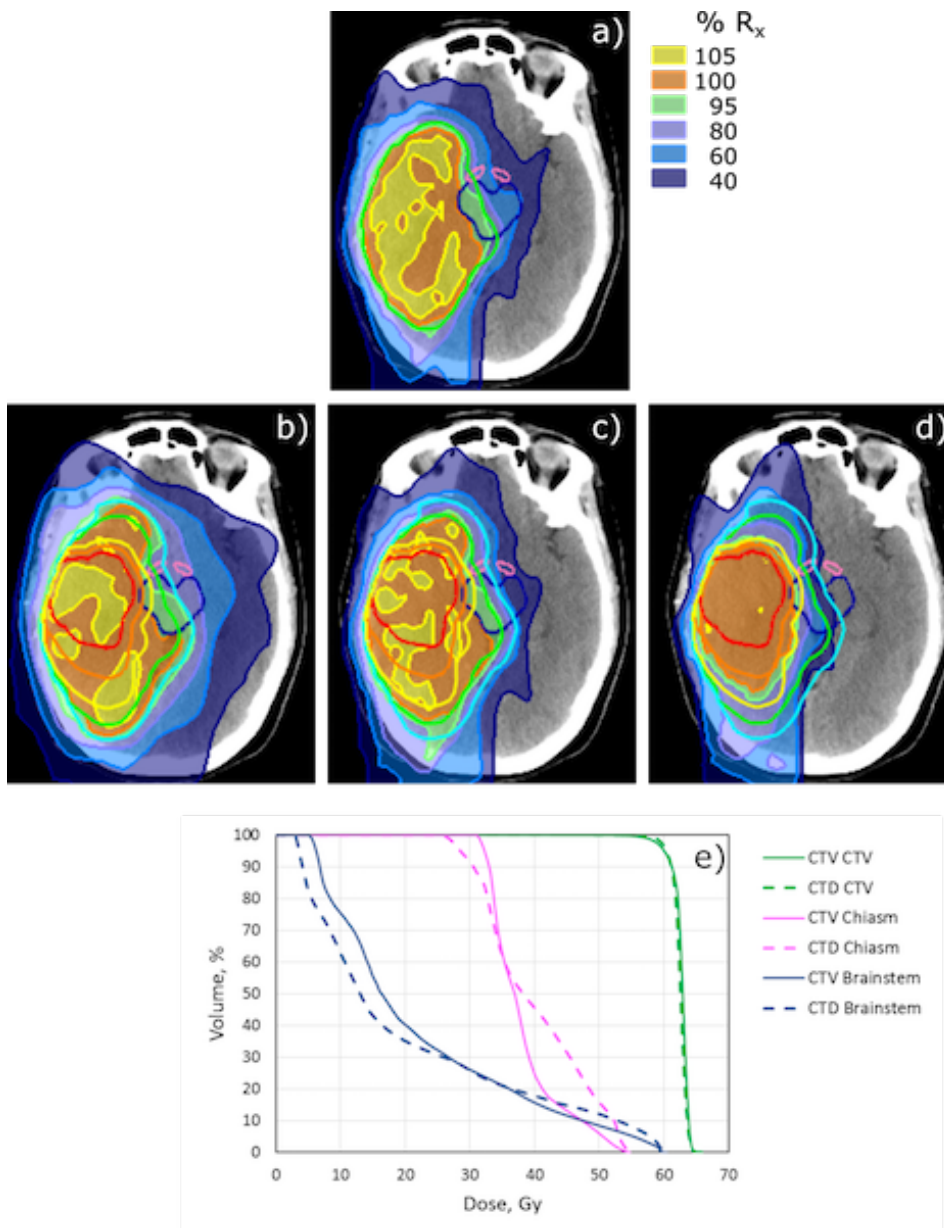 a)
% Rx
105
100
95
80
60
40
b)
c)
d)
e)
100
90
80
70
60
50
40
30
20
10
0
Volume, %
0 10 20 30 40 50 60 70
Dose, Gy
CTV CTV
CTD CTV
CTV Chiasm
CTD Chiasm
CTV Brainstem
CTD Brainstem